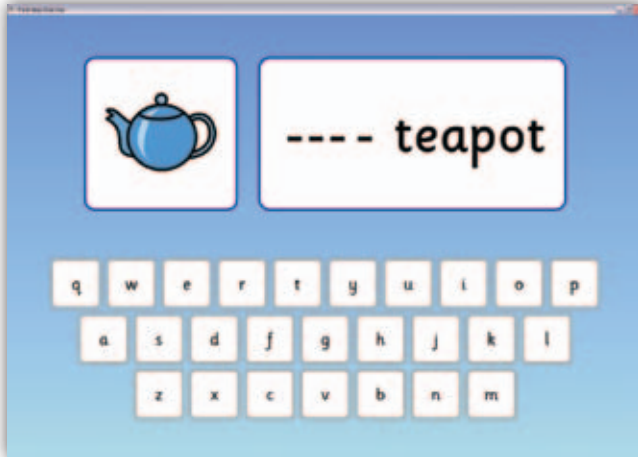 ---- teapot
q w e r t y u i o p
a s d f g h j k l
z x c v b n m